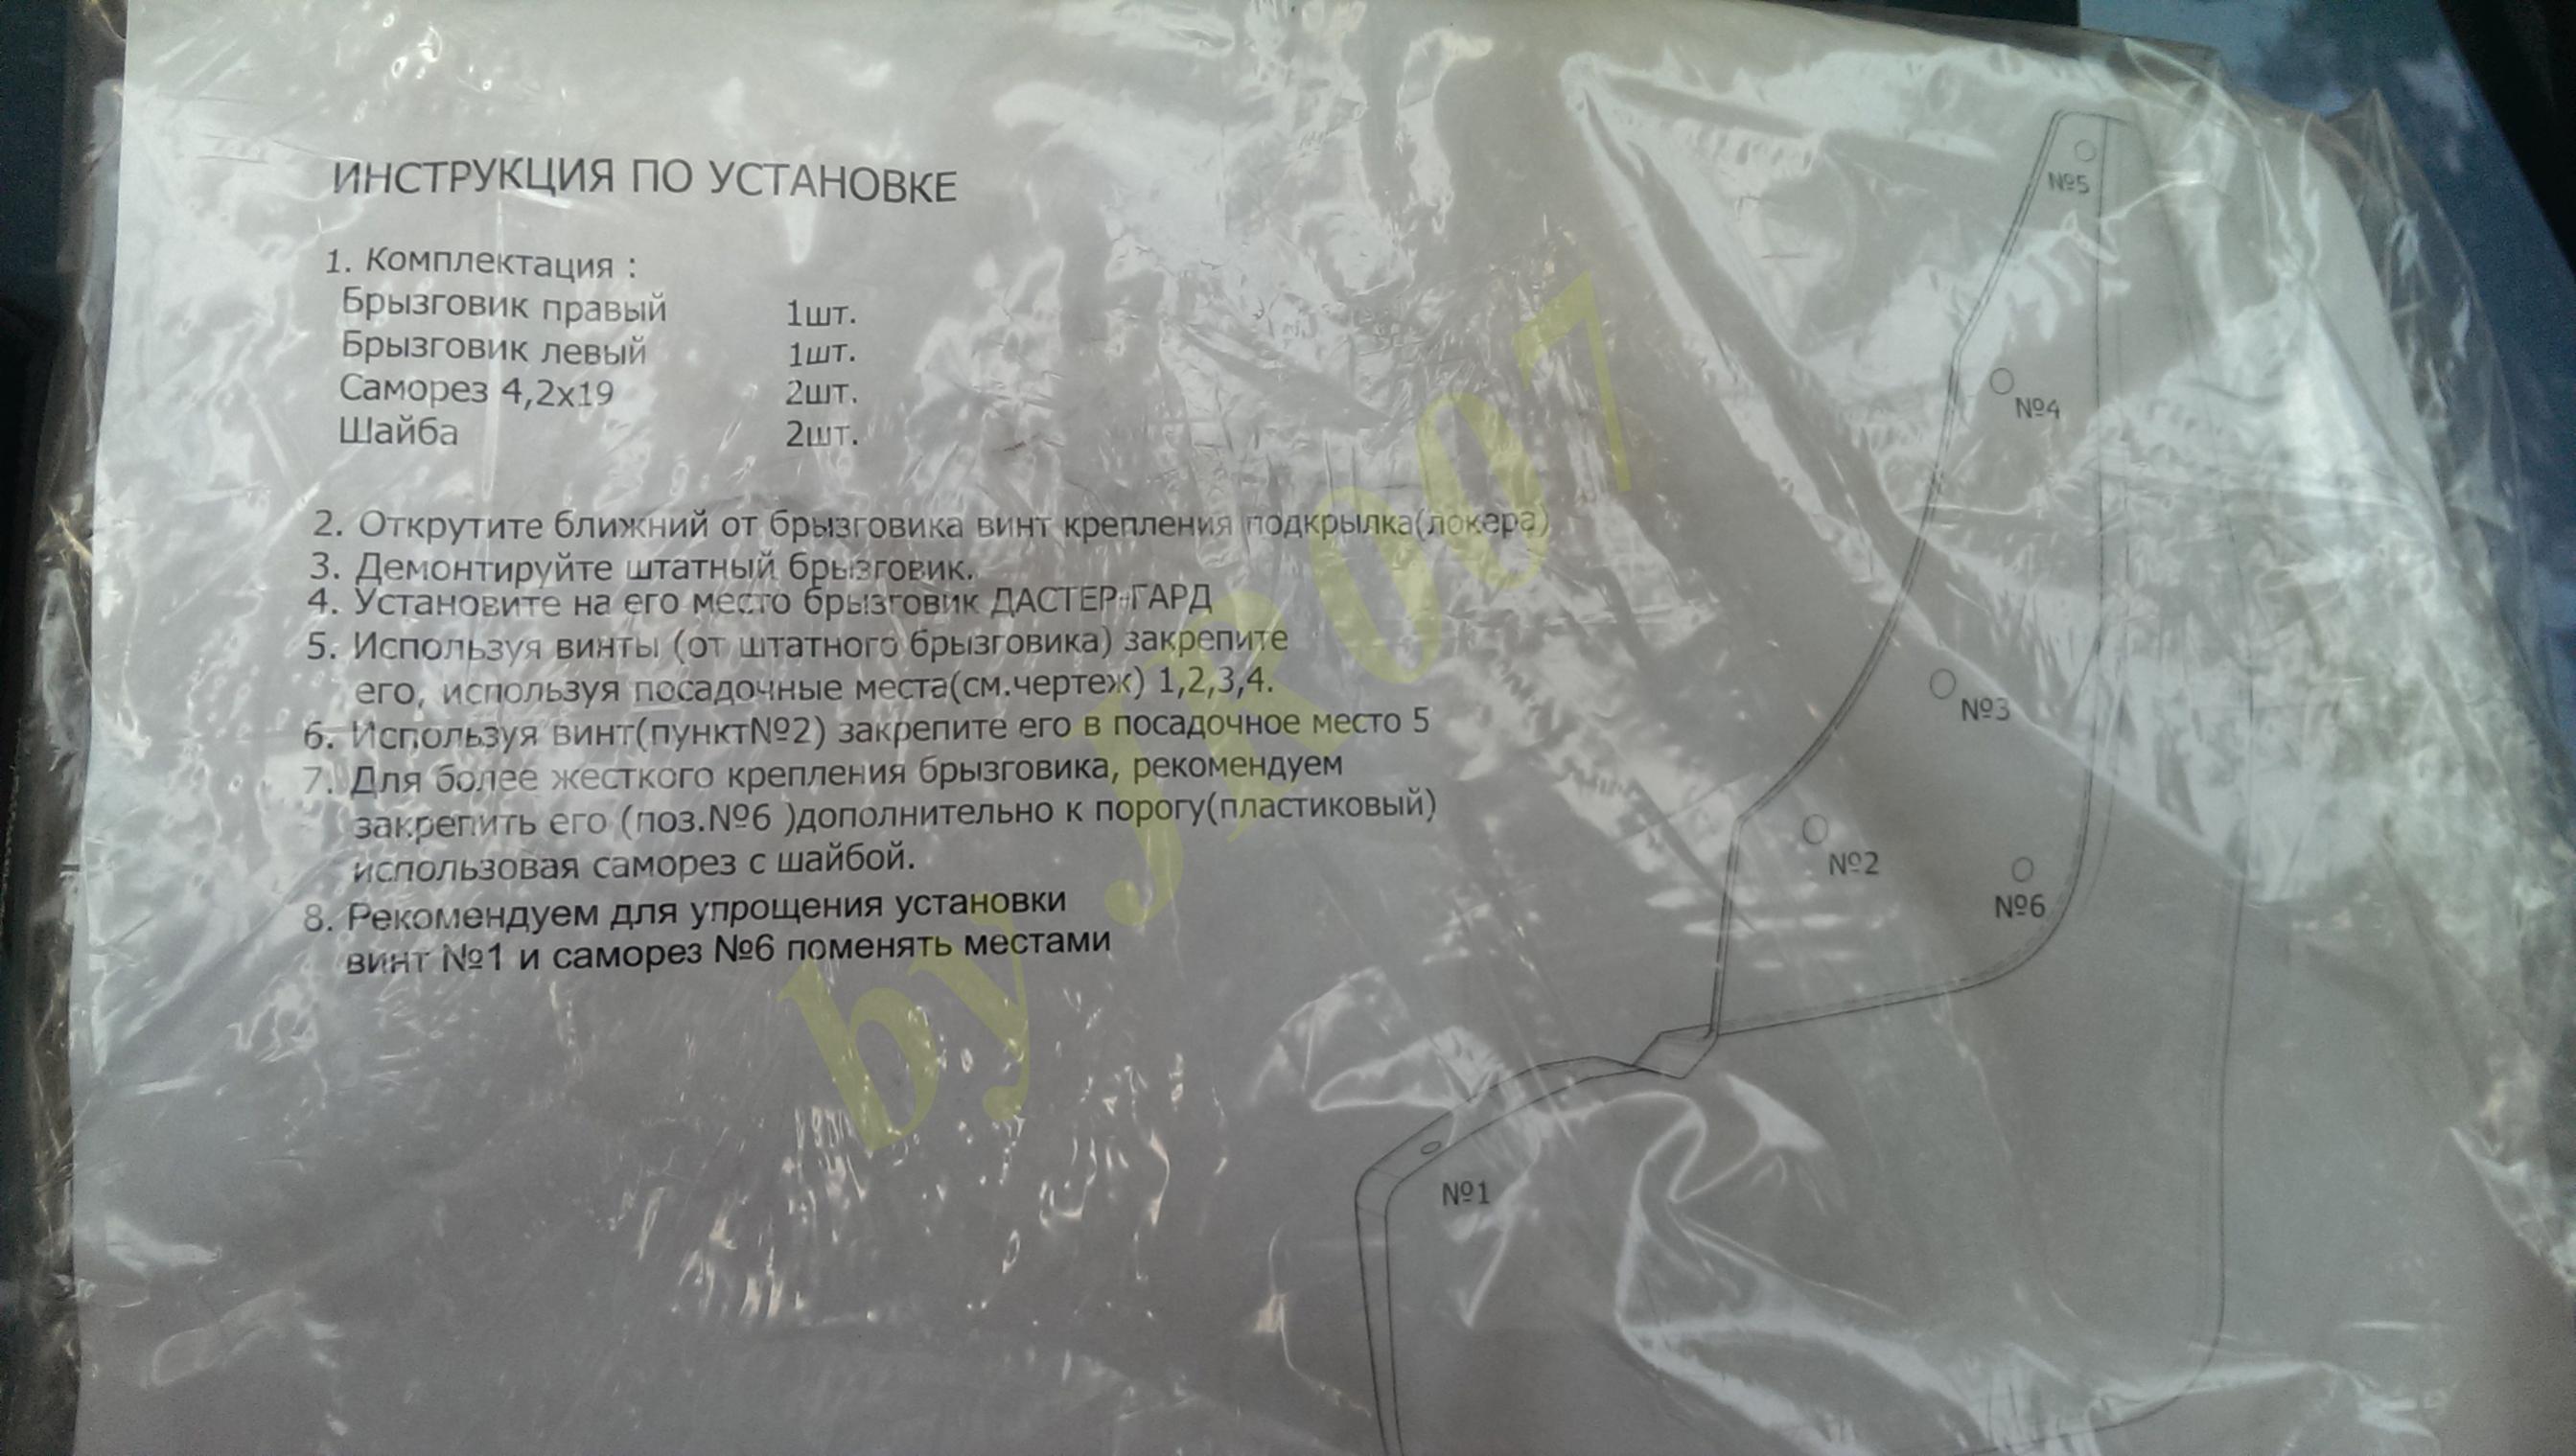 ИНСТРУКЦИЯ ПО УСТАНОВКЕ
1. Комплектация :
Брызговик правый 1шт.
Брызговик левый 1шт.
Саморез 4,2х19 2шт.
Шайба 2шт.
2. Открутите ближний от брызговика винт крепления подкрылка(локера)
3. Демонтируйте штатный брызговик.
4. Установите на его место брызговик ДАСТЕР-ГАРД
5. Используя винты (от штатного брызговика) закрепите
его, используя посадочные места(см.чертеж) 1,2,3,4.
6. Используя винт(пункт№2) закрепите его в посадочное место 5
7. Для более жесткого крепления брызговика, рекомендуем
закрепить его (поз.№6 )дополнительно к порогу(пластиковый)
использовая саморез с шайбой.
8. Рекомендуем для упрощения установки
винт №1 и саморез №6 поменять местами
№5
№4
№3
№2
№6
№1
by JR007